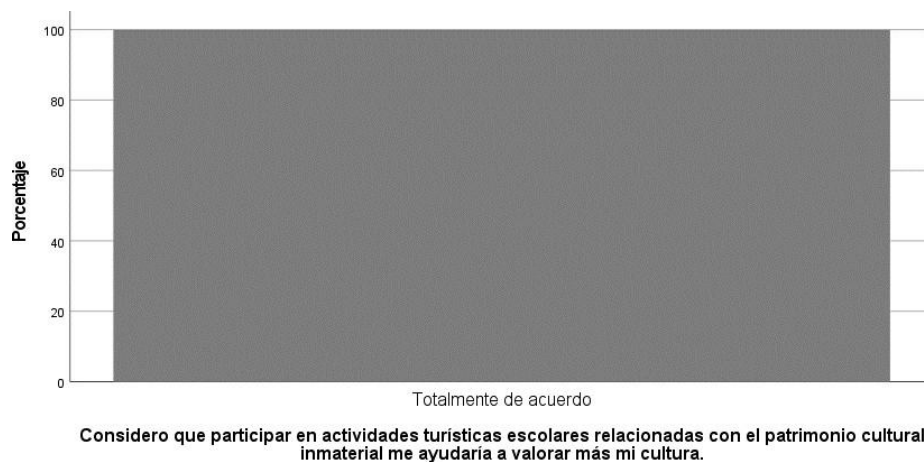 Porcentaje
100
80
60
40
20
0
Totalmente de acuerdo
Considero que participar en actividades turísticas escolares relacionadas con el patrimonio cultural
inmaterial me ayudaría a valorar más mi cultura.